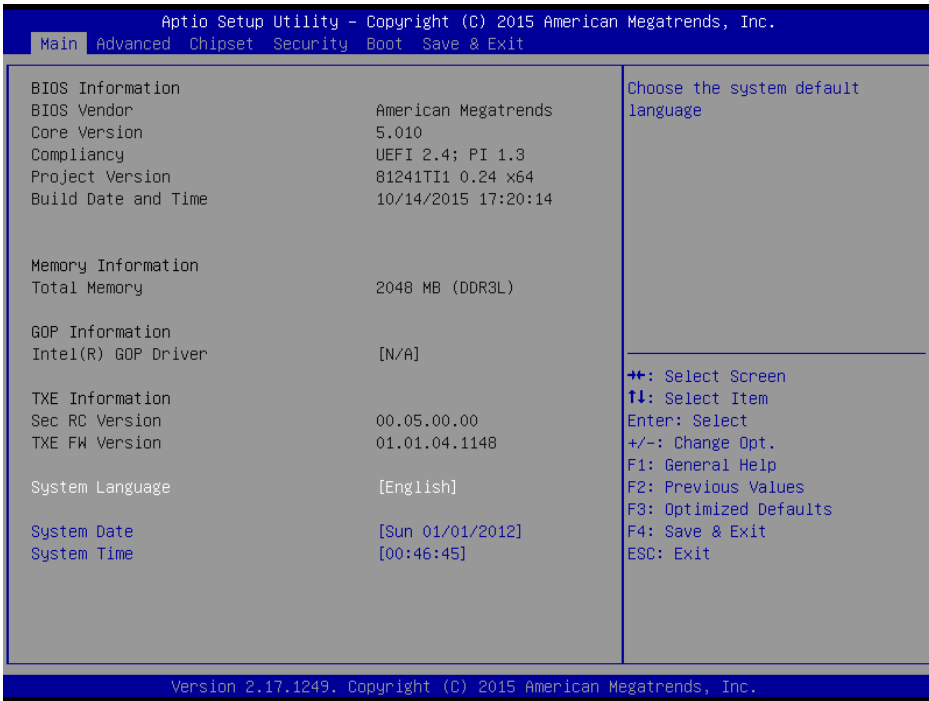 Aptio Setup Utility – Copyright (C) 2015 American Megatrends, Inc.
Main Advanced Chipset Security Boot Save & Exit
BIOS Information
BIOS Vendor American Megatrends
Core Version 5.010
Compliancy UEFI 2.4; PI 1.3
Project Version 81241TI1 0.24 x64
Build Date and Time 10/14/2015 17:20:14
Memory Information
Total Memory 2048 MB (DDR3L)
GOP Information
Intel(R) GOP Driver [N/A]
TXE Information
Sec RC Version 00.05.00.00
TXE FW Version 01.01.04.1148
System Language [English]
System Date [Sun 01/01/2012]
System Time [00:46:45]
Choose the system default
language
→←: Select Screen
↑↓: Select Item
Enter: Select
+/-: Change Opt.
F1: General Help
F2: Previous Values
F3: Optimized Defaults
F4: Save & Exit
ESC: Exit
Version 2.17.1249. Copyright (C) 2015 American Megatrends, Inc.